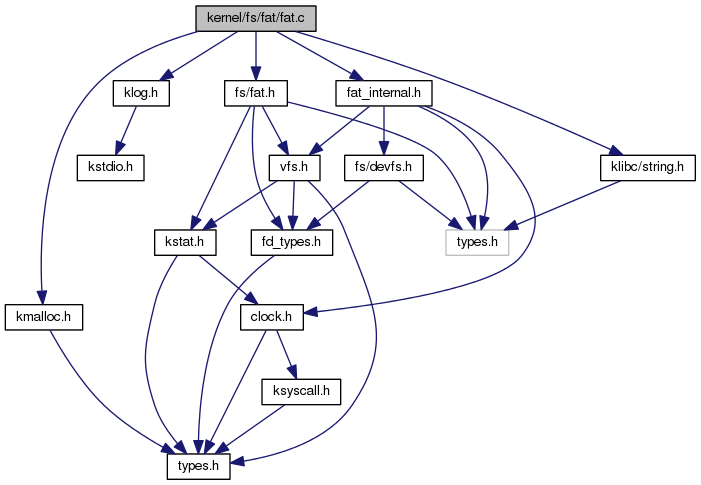 kernel/fs/fat/fat.c
klog.h
fs/fat.h
fat_internal.h
kstdio.h
vfs.h
fs/devfs.h
klibc/string.h
kstat.h
fd_types.h
types.h
kmalloc.h
clock.h
ksyscall.h
types.h